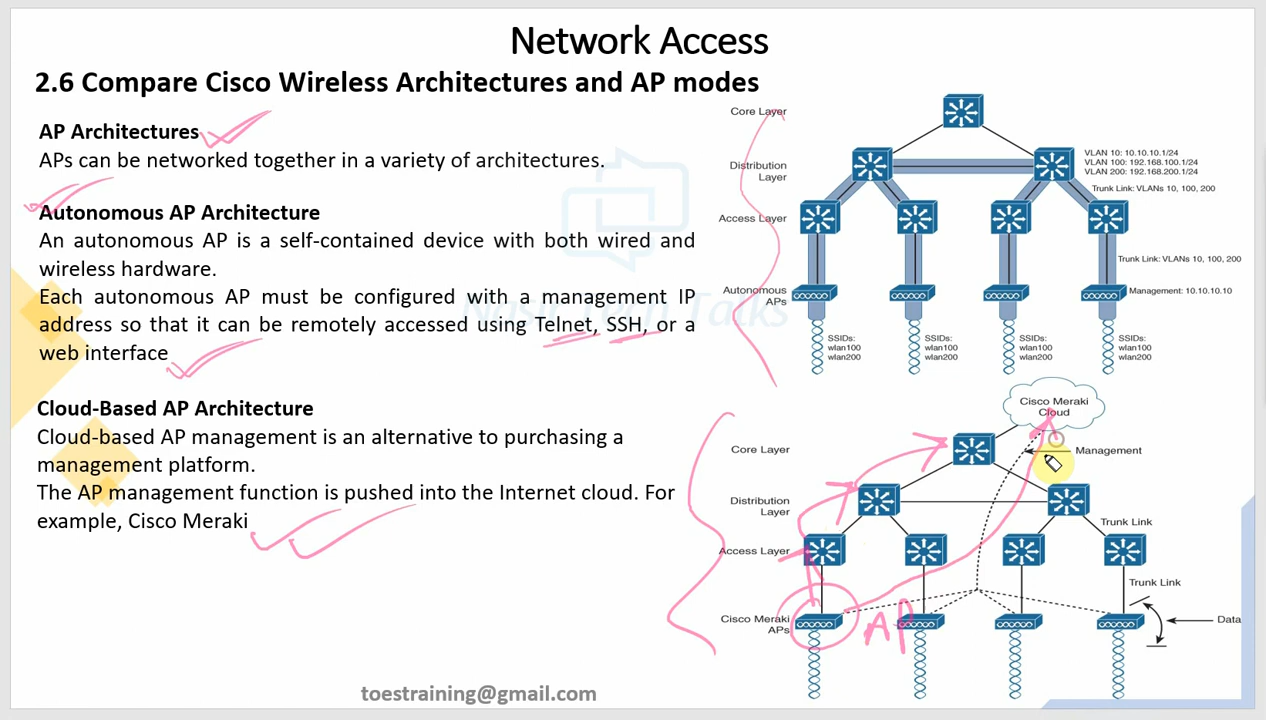 Network Access
2.6 Compare Cisco Wireless Architectures and AP modes
AP Architectures
APs can be networked together in a variety of architectures.
Autonomous AP Architecture
An autonomous AP is a self-contained device with both wired and
wireless hardware.
Each autonomous AP must be configured with a management IP
address so that it can be remotely accessed using Telnet, SSH, or a
web interface
Cloud-Based AP Architecture
Cloud-based AP management is an alternative to purchasing a
management platform.
The AP management function is pushed into the Internet cloud. For
example, Cisco Meraki
Core Layer
Distribution
Layer
VLAN 10: 10.10.10.1/24
VLAN 100: 192.168.100.1/24
VLAN 200: 192.168.200.1/24
Trunk Link: VLANs 10, 100, 200
Access Layer
Trunk Link: VLANs 10, 100, 200
Autonomous
APs
Management: 10.10.10.10
SSIDs:
wlan100
wlan200
SSIDs:
wlan100
wlan200
SSIDs:
wlan100
wlan200
SSIDs:
wlan100
wlan200
Cisco Meraki
Cloud
Core Layer
Management
Distribution
Layer
Trunk Link
Access Layer
Trunk Link
Cisco Meraki
APs
AP
Data
Nasir Tech Talks
toestraining@gmail.com